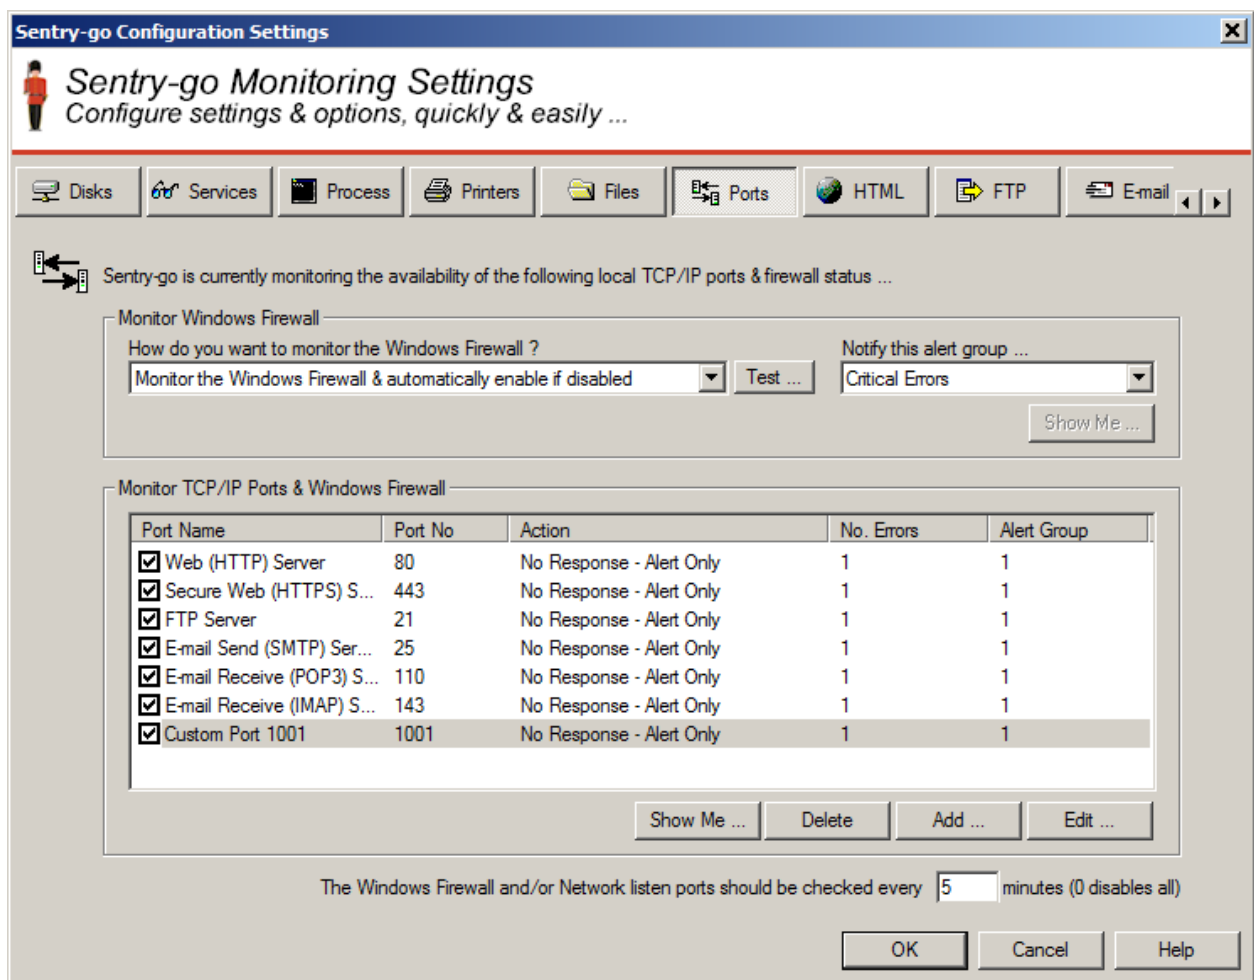 Sentry-go Configuration Settings
Sentry-go Monitoring Settings
Configure settings & options, quickly & easily ...
Disks Services Process Printers Files Ports HTML FTP E-mail
Sentry-go is currently monitoring the availability of the following local TCP/IP ports & firewall status ...
Monitor Windows Firewall
How do you want to monitor the Windows Firewall ? Notify this alert group ...
Monitor the Windows Firewall & automatically enable if disabled Test ... Critical Errors
Show Me ...
Monitor TCP/IP Ports & Windows Firewall
Port Name Port No Action No. Errors Alert Group
Web (HTTP) Server 80 No Response - Alert Only 1 1
Secure Web (HTTPS) S... 443 No Response - Alert Only 1 1
FTP Server 21 No Response - Alert Only 1 1
E-mail Send (SMTP) Ser... 25 No Response - Alert Only 1 1
E-mail Receive (POP3) S... 110 No Response - Alert Only 1 1
E-mail Receive (IMAP) S... 143 No Response - Alert Only 1 1
Custom Port 1001 1001 No Response - Alert Only 1 1
Show Me ... Delete Add ... Edit ...
The Windows Firewall and/or Network listen ports should be checked every 5 minutes (0 disables all)
OK Cancel Help